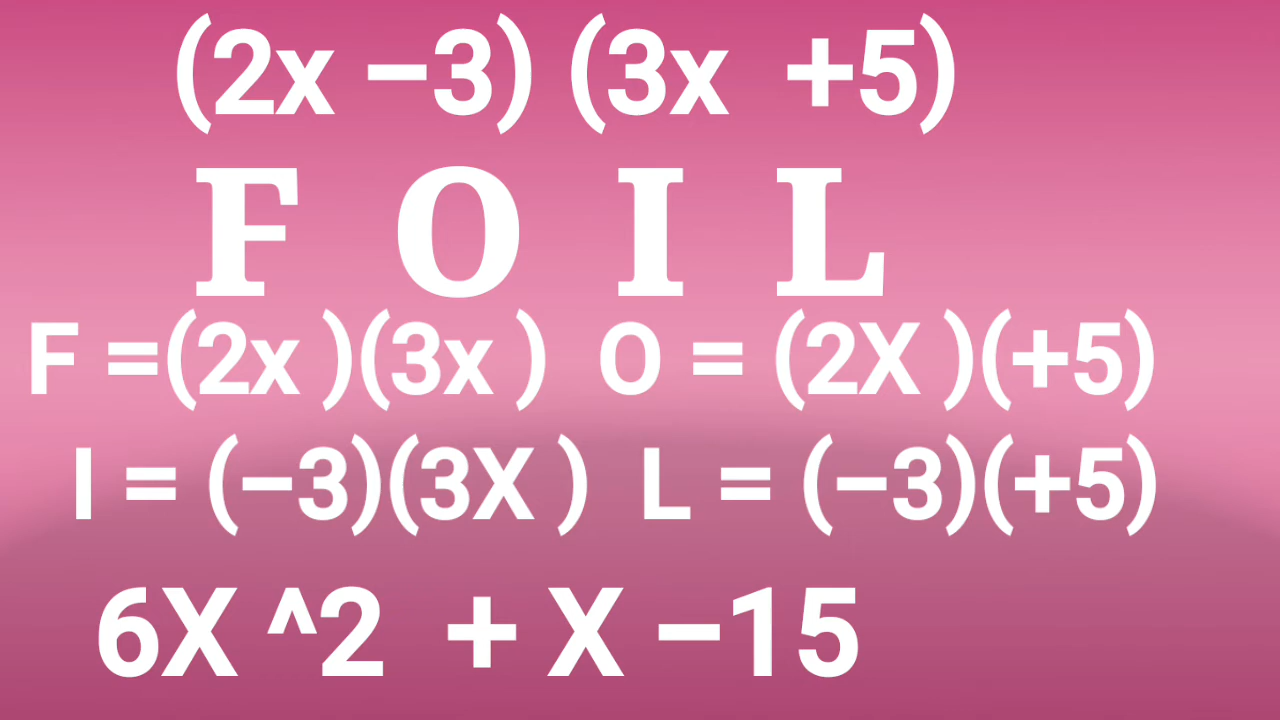 (2x –3) (3x +5)
F O I L
F =(2x )(3x ) O = (2X )(+5)
I = (–3)(3X ) L = (–3)(+5)
6X ^2 + X –15